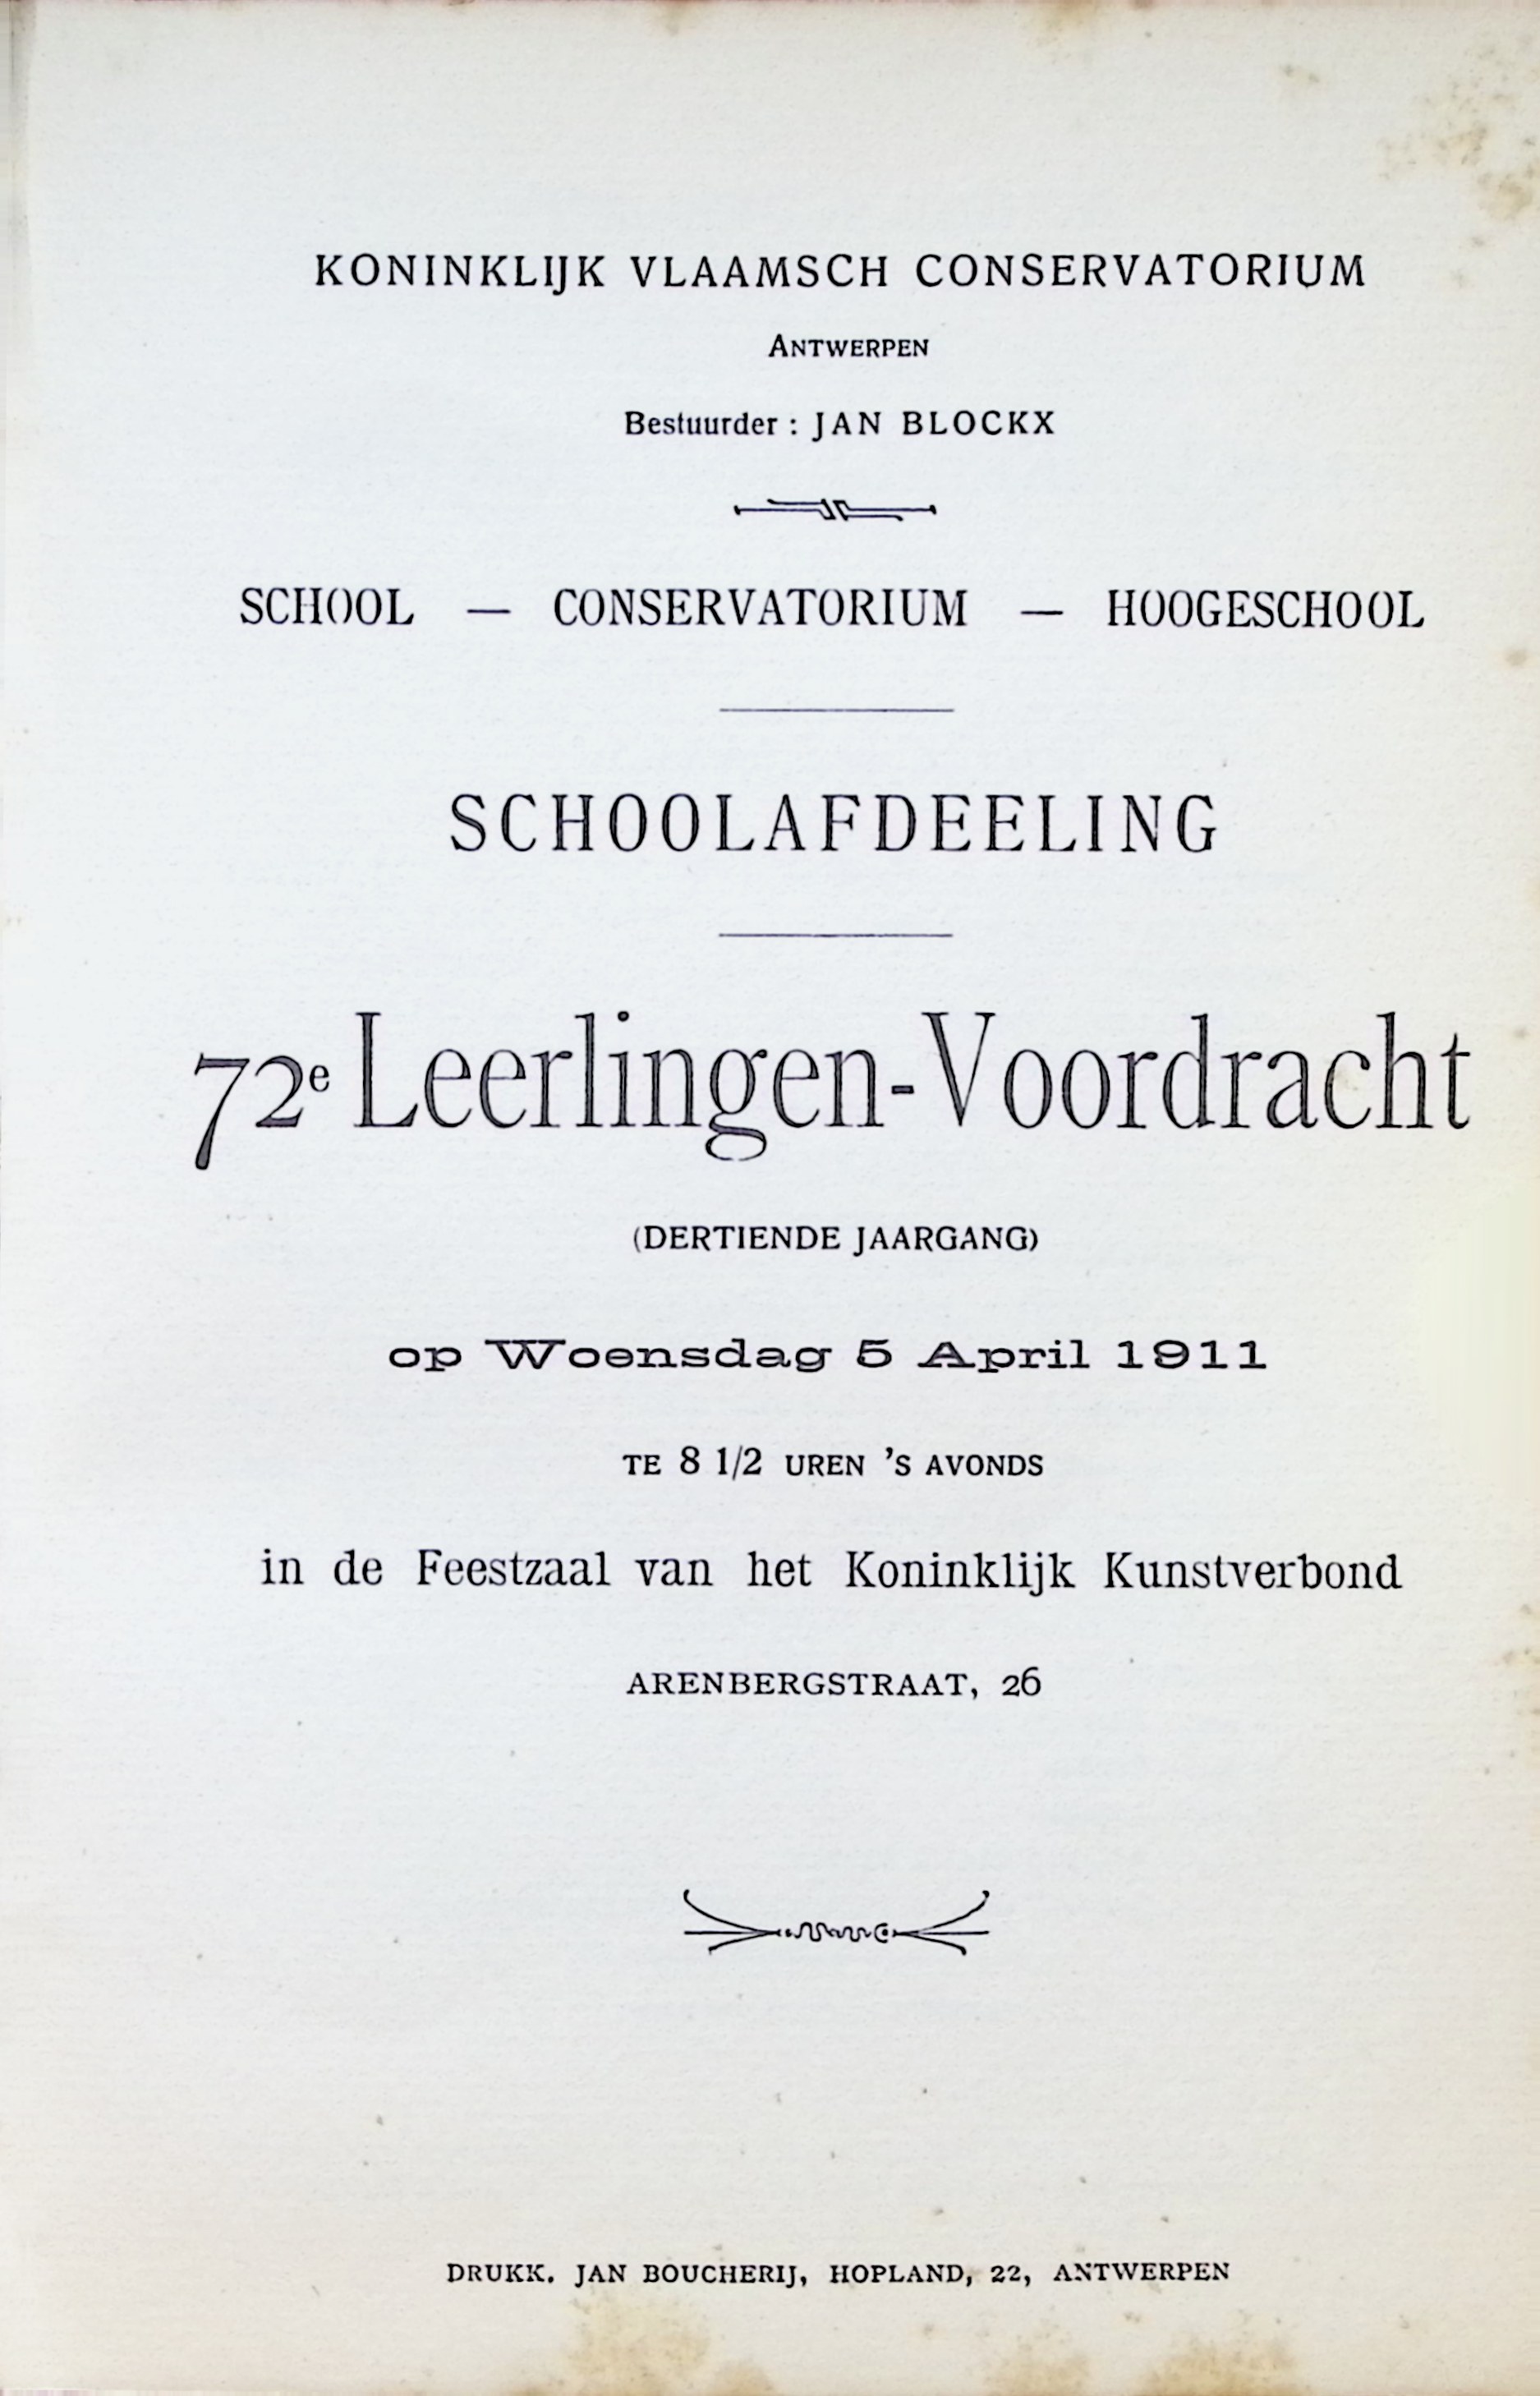 KONINKLIJK VLAAMSCH CONSERVATORIUM
ANTWERPEN
Bestuurder : JAN BLOCKX
SCHOOL — CONSERVATORIUM — HOOGESCHOOL
SCHOOLAFDEELING
72e Leerlingen-Voordracht
(DERTIENDE JAARGANG)
op Woensdag 5 April 1911
TE 8 1/2 UREN 'S AVONDS
in de Feestzaal van het Koninklijk Kunstverbond
ARENBERGSTRAAT, 26
DRUKK. JAN BOUCHERIJ, HOPLAND, 22, ANTWERPEN